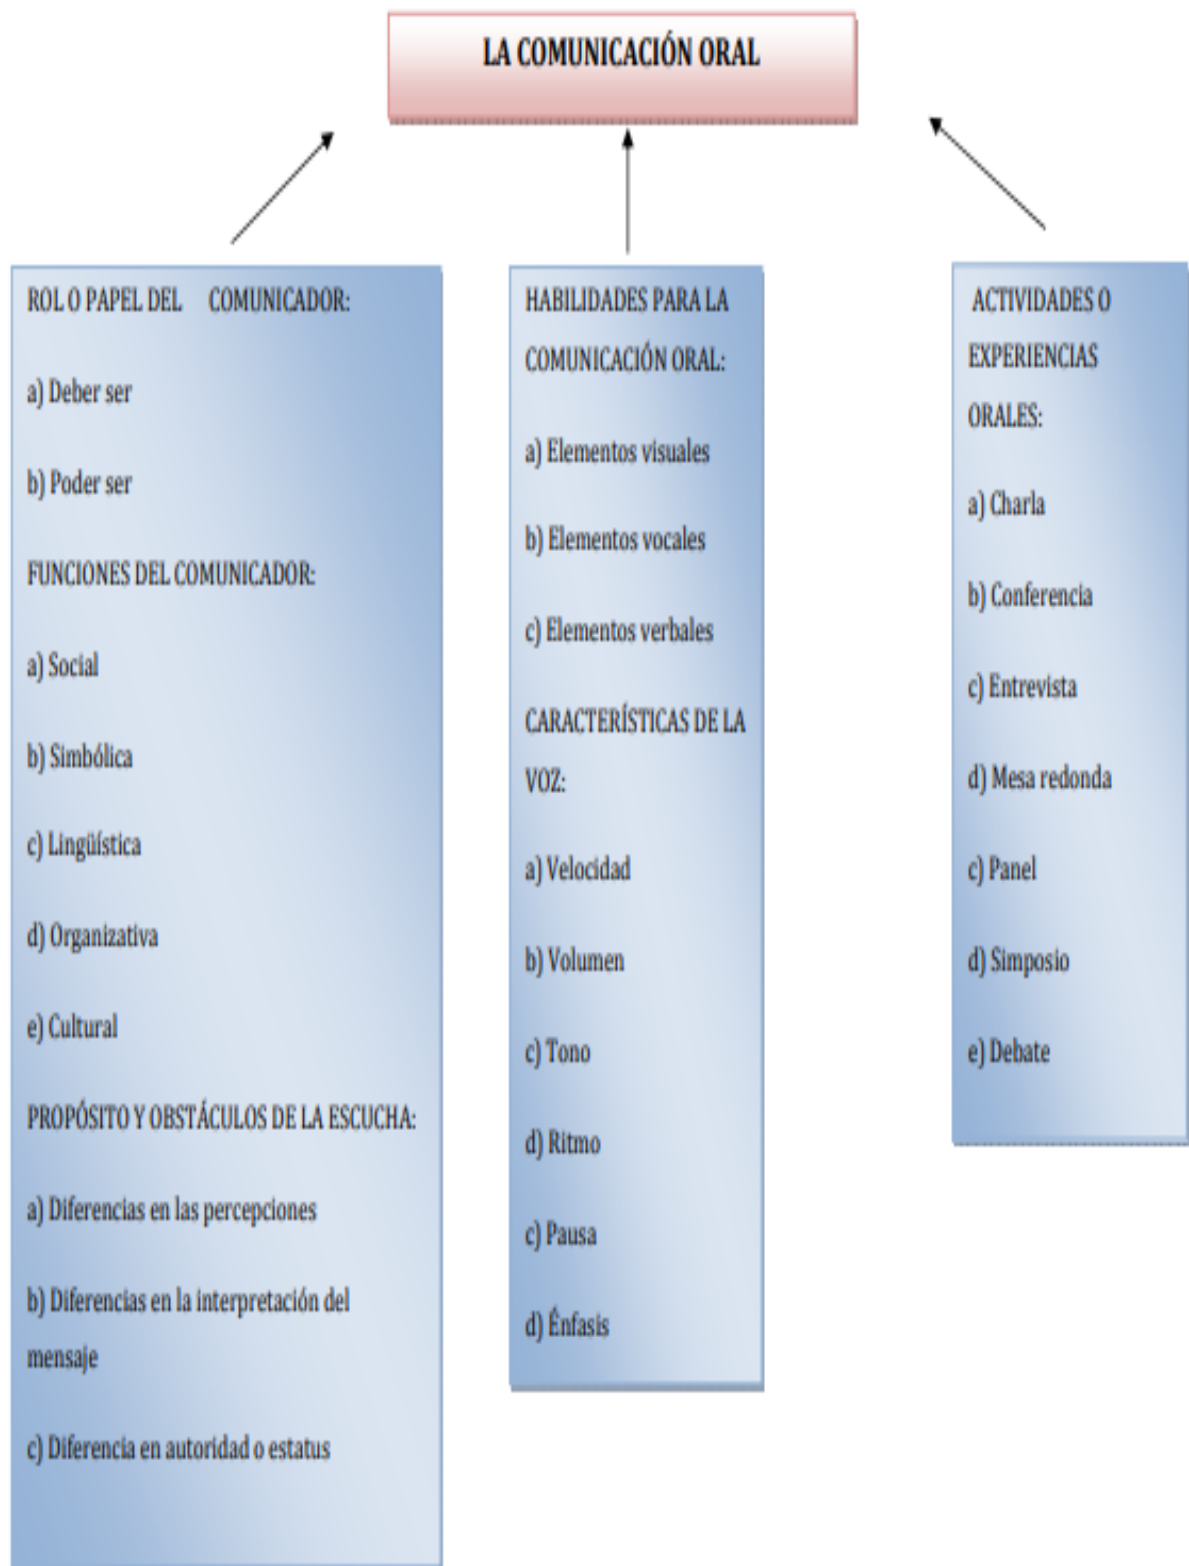 LA COMUNICACIÓN ORAL
ROL O PAPEL DEL COMUNICADOR:
a) Deber ser
b) Poder ser
FUNCIONES DEL COMUNICADOR:
a) Social
b) Simbólica
c) Lingüística
d) Organizativa
e) Cultural
PROPÓSITO Y OBSTÁCULOS DE LA ESCUCHA:
a) Diferencias en las percepciones
b) Diferencias en la interpretación del
mensaje
c) Diferencia en autoridad o estatus
HABILIDADES PARA LA
COMUNICACIÓN ORAL:
a) Elementos visuales
b) Elementos vocales
c) Elementos verbales
CARACTERÍSTICAS DE LA
VOZ:
a) Velocidad
b) Volumen
c) Tono
d) Ritmo
c) Pausa
d) Énfasis
ACTIVIDADES O
EXPERIENCIAS
ORALES:
a) Charla
b) Conferencia
c) Entrevista
d) Mesa redonda
c) Panel
d) Simposio
e) Debate